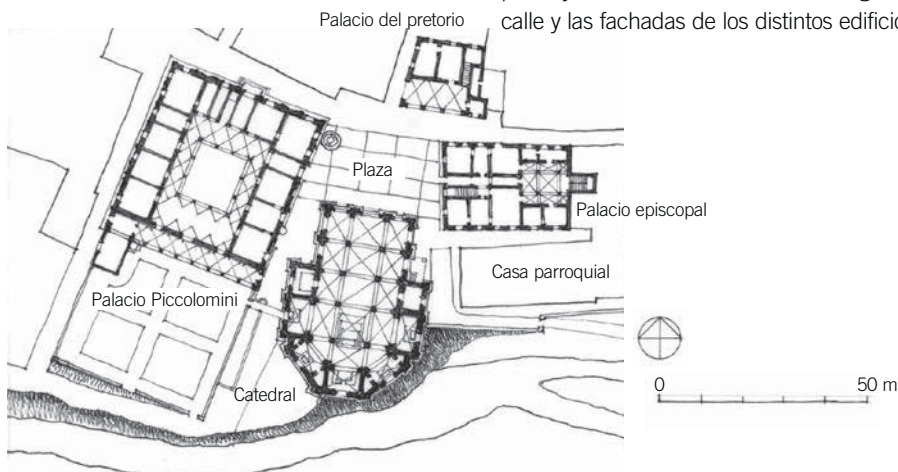 calle y las fachadas de los distintos
Palacio del pretorio
Plaza
Palacio episcopal
Casa parroquial
Palacio Piccolomini
Catedral
0 50 m